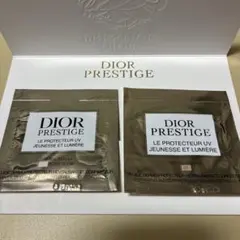 DIOR
PRESTIGE
DIOR
PRESTIGE
LE PROTECTEUR UV
JEUNESSE ET LUMIÈRE
DIOR
PRESTIGE
LE PROTECTEUR UV
JEUNESSE ET LUMIÈRE